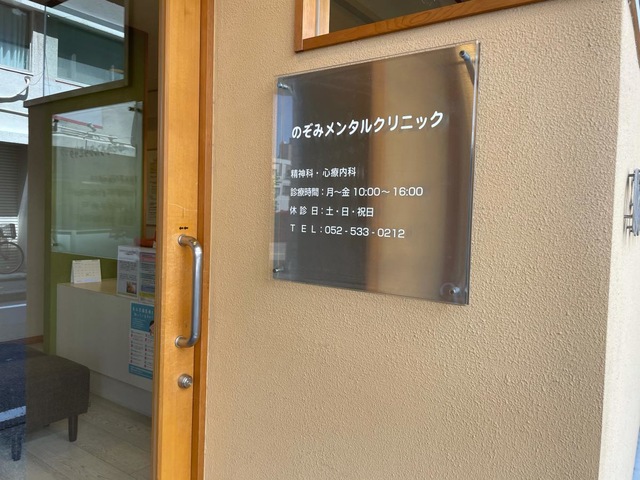 のぞみメンタルクリニック
精神科・心療内科
診療時間：月～金 10:00～16:00
休 診 日：土・日・祝日
T E L：052-533-0212